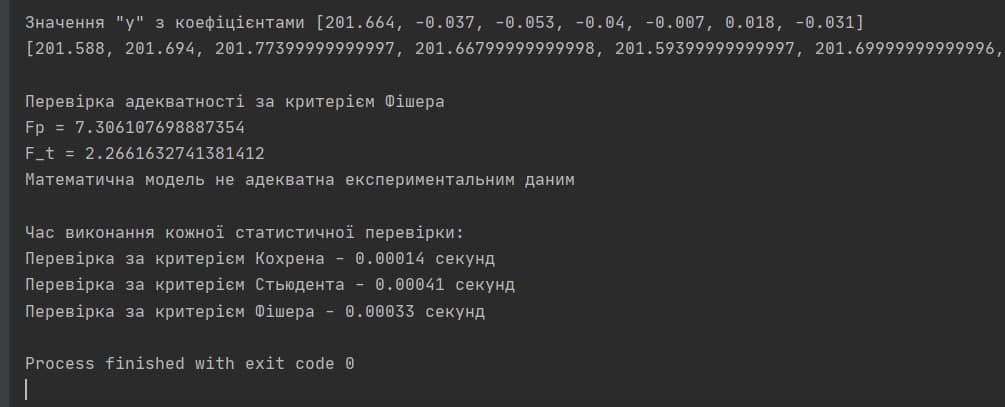 Значення "y" з коефіцієнтами [201.664, -0.037, -0.053, -0.04, -0.007, 0.018, -0.031]
[201.588, 201.694, 201.77399999999997, 201.66799999999998, 201.59399999999997, 201.69999999999996,
Перевірка адекватності за критерієм Фішера
Fp = 7.306107698887354
F_t = 2.2661632741381412
Математична модель не адекватна експериментальним даним
Час виконання кожної статистичної перевірки:
Перевірка за критерієм Кохрена - 0.00014 секунд
Перевірка за критерієм Стьюдента - 0.00041 секунд
Перевірка за критерієм Фішера - 0.00033 секунд
Process finished with exit code 0